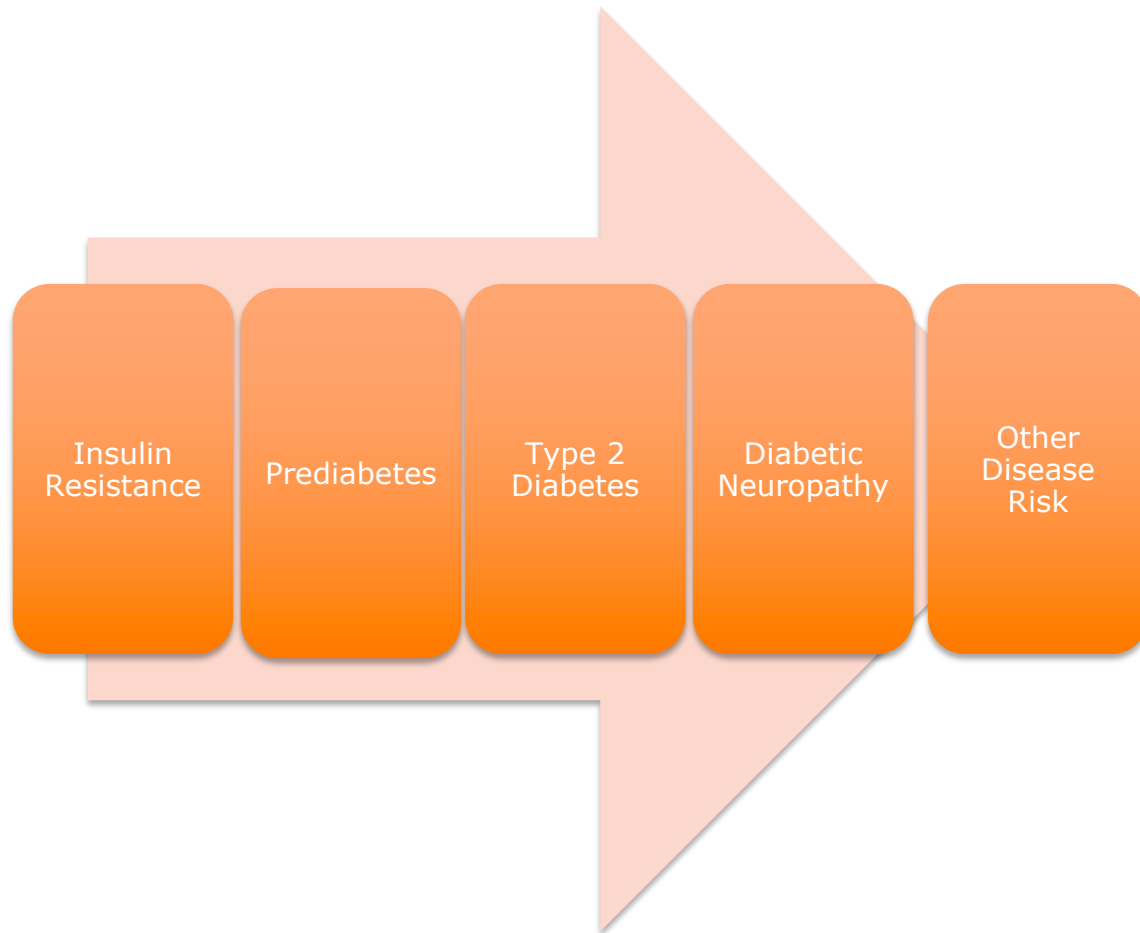 Insulin
Resistance
Prediabetes
Type 2
Diabetes
Diabetic
Neuropathy
Other
Disease
Risk